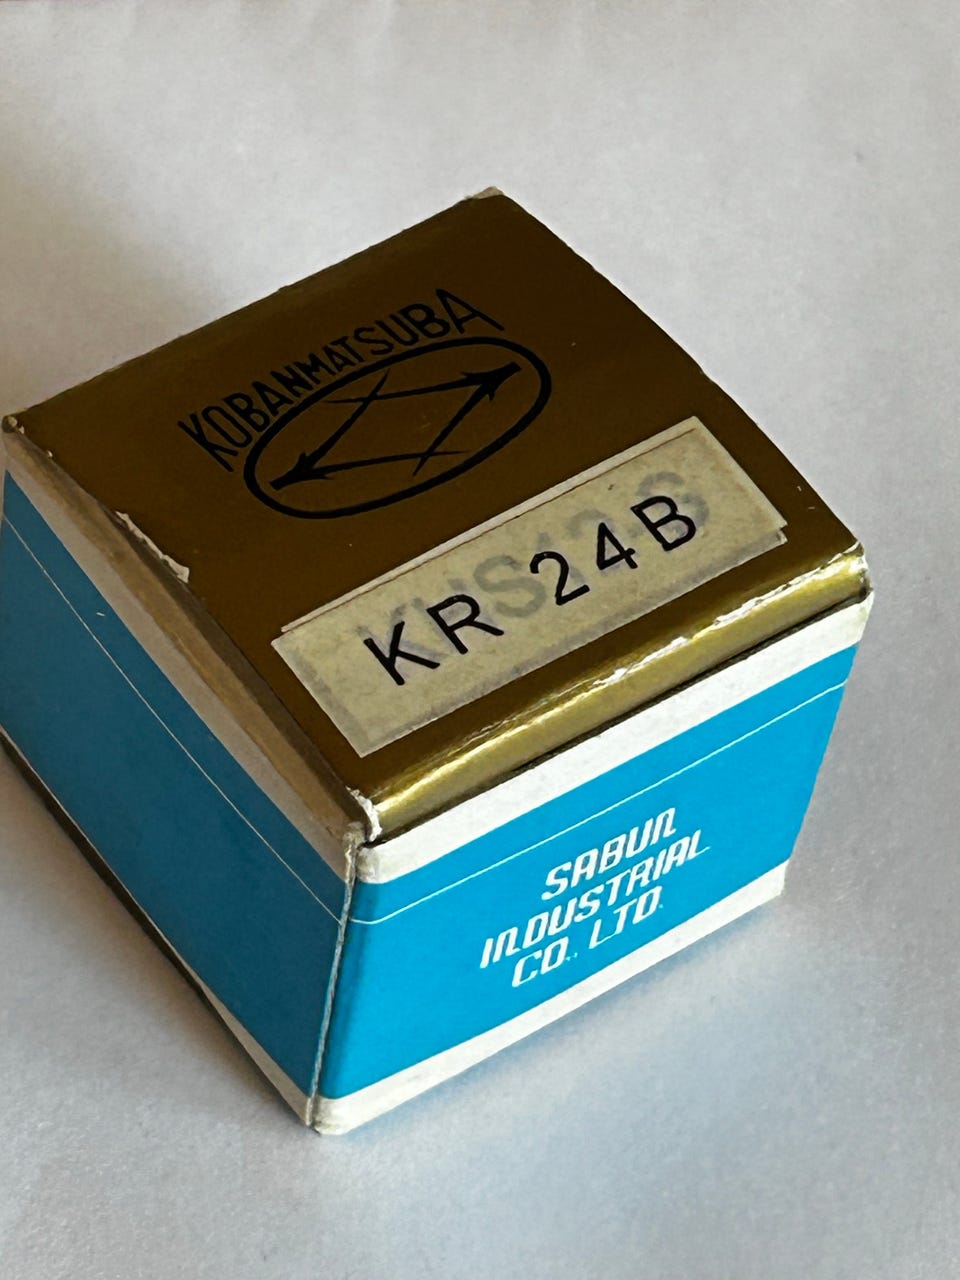 KOBANMATSUBA
KR24B
SABUN
INDUSTRIAL
CO., LTD.